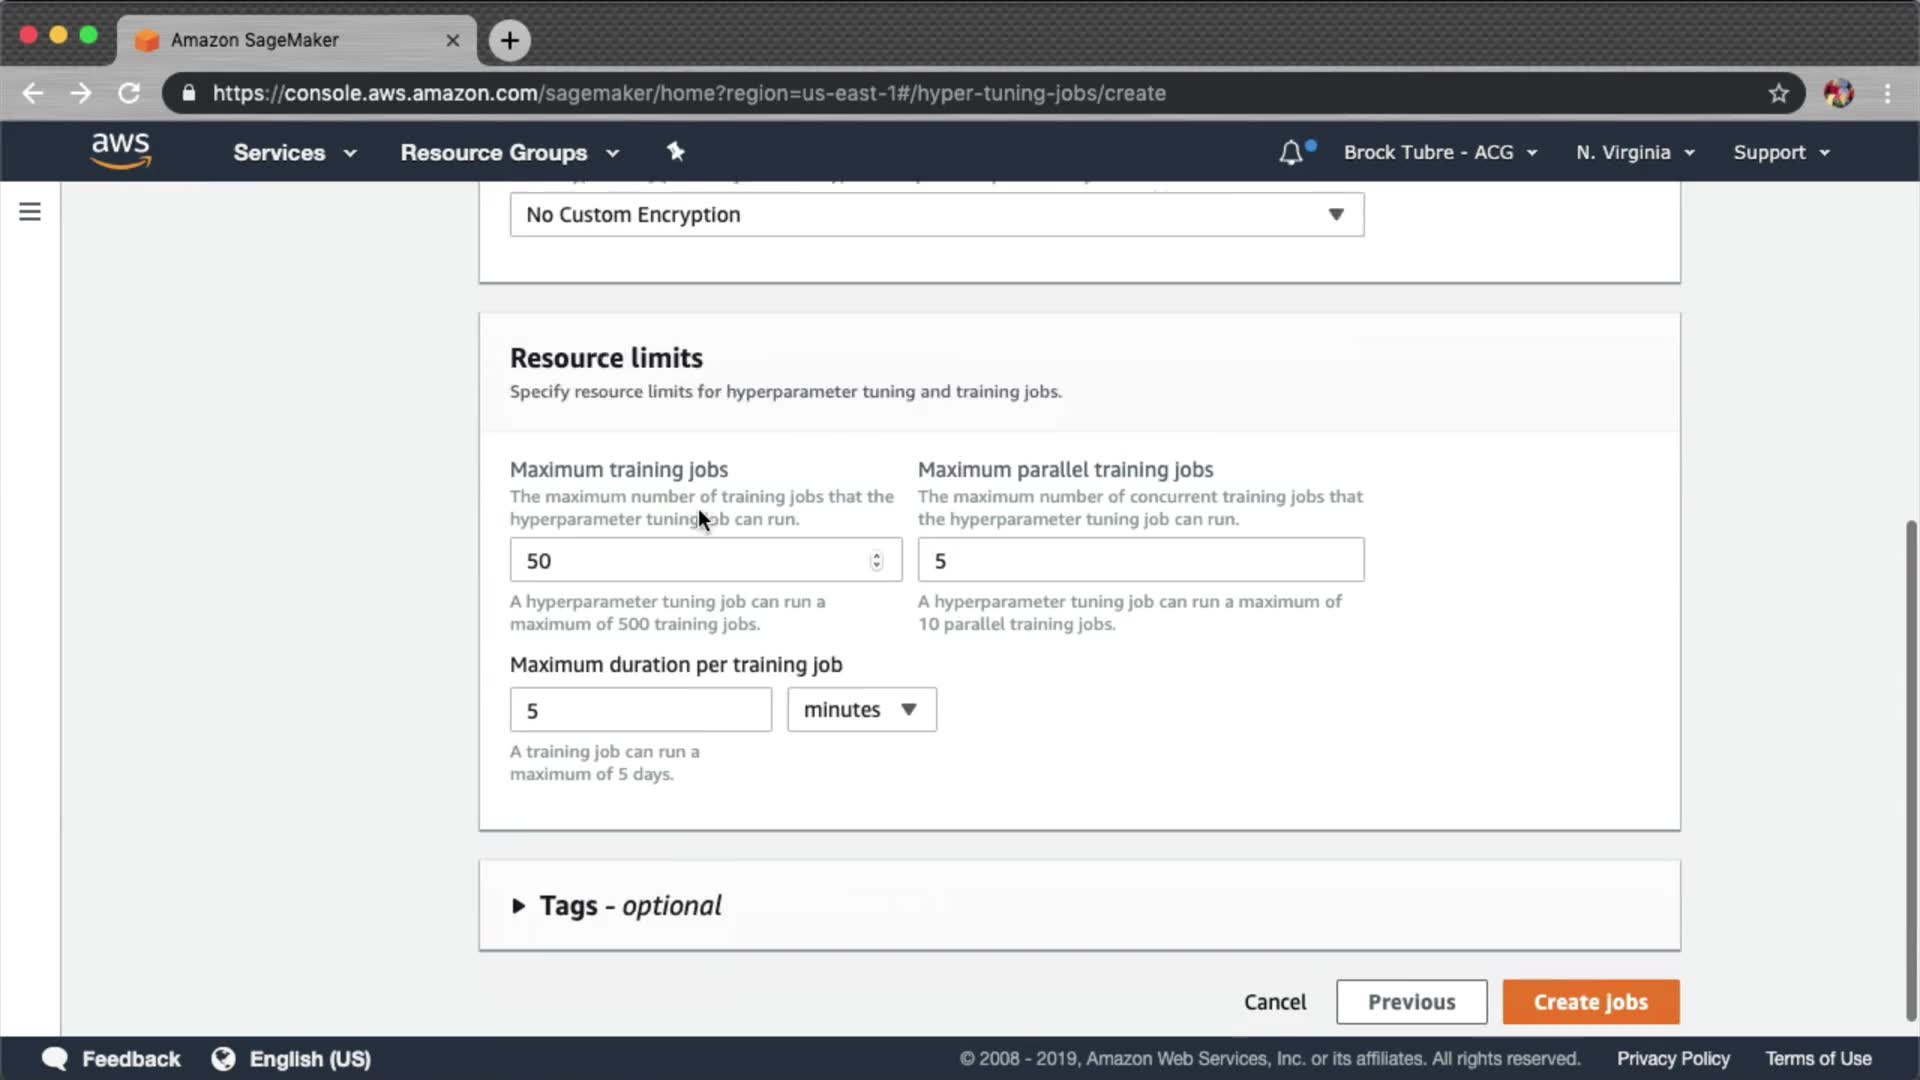 Amazon SageMaker
https://console.aws.amazon.com/sagemaker/home?region=us-east-1#/hyper-tuning-jobs/create
aws
Services
Resource Groups
Brock Tubre - ACG
N. Virginia
Support
No Custom Encryption
Resource limits
Specify resource limits for hyperparameter tuning and training jobs.
Maximum training jobs
The maximum number of training jobs that the
hyperparameter tuning job can run.
50
A hyperparameter tuning job can run a
maximum of 500 training jobs.
Maximum parallel training jobs
The maximum number of concurrent training jobs that
the hyperparameter tuning job can run.
5
A hyperparameter tuning job can run a maximum of
10 parallel training jobs.
Maximum duration per training job
5
minutes
A training job can run a
maximum of 5 days.
Tags - optional
Cancel
Previous
Create jobs
Feedback
English (US)
© 2008 - 2019, Amazon Web Services, Inc. or its affiliates. All rights reserved.
Privacy Policy
Terms of Use